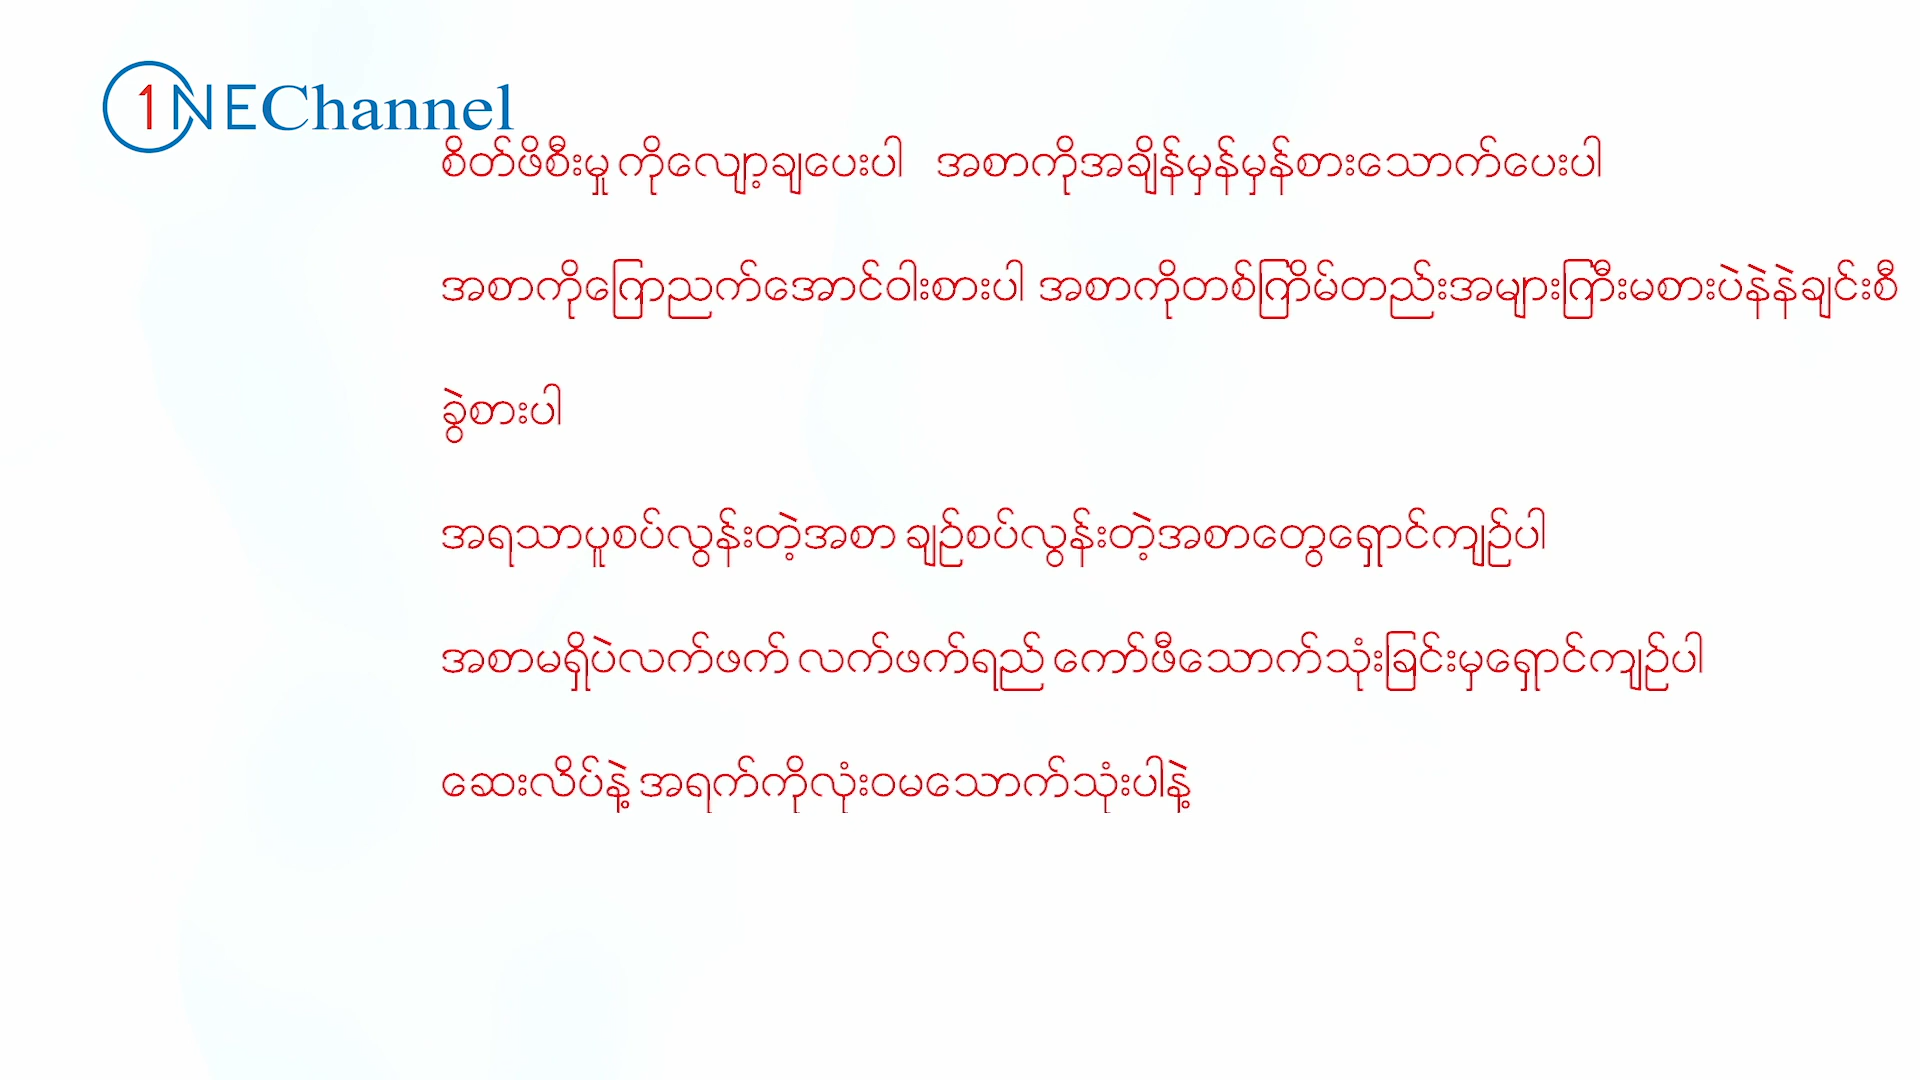 1NEChannel
စိတ်ဖိစီးမှု ကိုလျော့ချပေးပါ အစာကိုအချိန်မှန်မှန်စားသောက်ပေးပါ
အစာကိုကြေညက်အောင်ဝါးစားပါ အစာကိုတစ်ကြိမ်တည်းအများကြီးမစားပဲနဲနဲချင်းစီ
ခွဲစားပါ
အရသာပူစပ်လွန်းတဲ့အစာ ချဉ်စပ်လွန်းတဲ့အစာတွေရှောင်ကျဉ်ပါ
အစာမရှိပဲလက်ဖက် လက်ဖက်ရည် ကော်ဖီသောက်သုံးခြင်းမှရှောင်ကျဉ်ပါ
ဆေးလိပ်နဲ့ အရက်ကိုလုံးဝမသောက်သုံးပါနဲ့